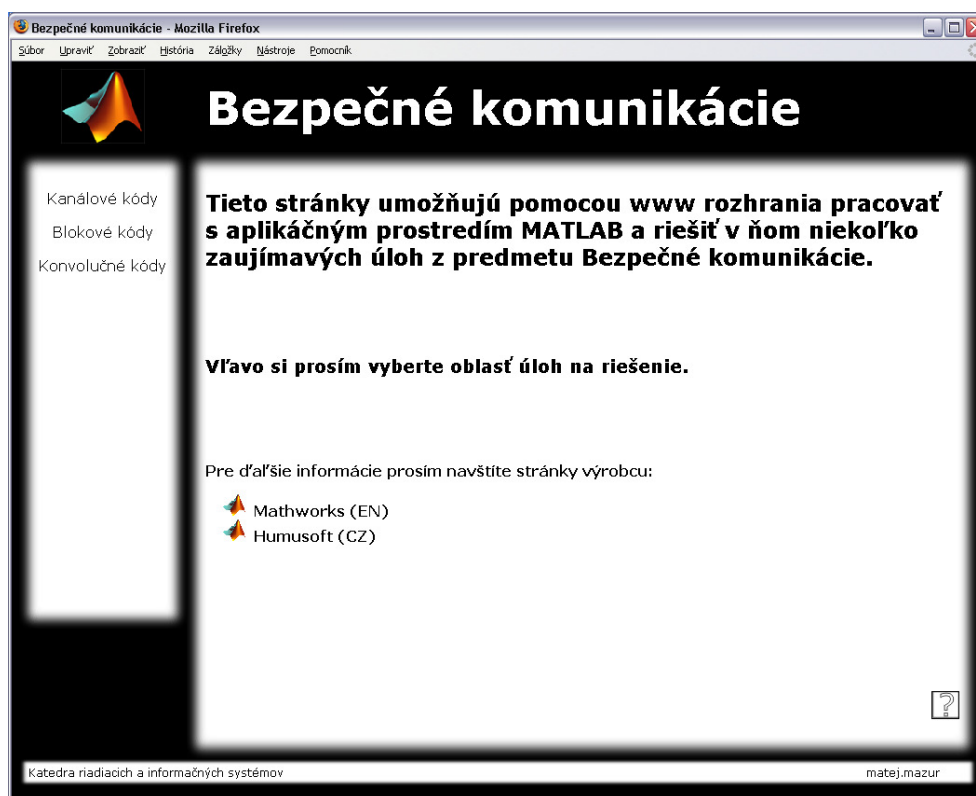 Bezpečné komunikácie - Mozilla Firefox
Súbor Upraviť Zobraziť História Záložky Nástroje Pomocník
Bezpečné komunikácie
Kanálové kódy
Blokové kódy
Konvolučné kódy
Tieto stránky umožňujú pomocou www rozhrania pracovať
s aplikáčným prostredím MATLAB a riešiť v ňom niekoľko
zaujímavých úloh z predmetu Bezpečné komunikácie.
Vľavo si prosím vyberte oblasť úloh na riešenie.
Pre ďaľšie informácie prosím navštíte stránky výrobcu:
Mathworks (EN)
Humusoft (CZ)
?
Katedra riadiacich a informačných systémov
matej.mazur